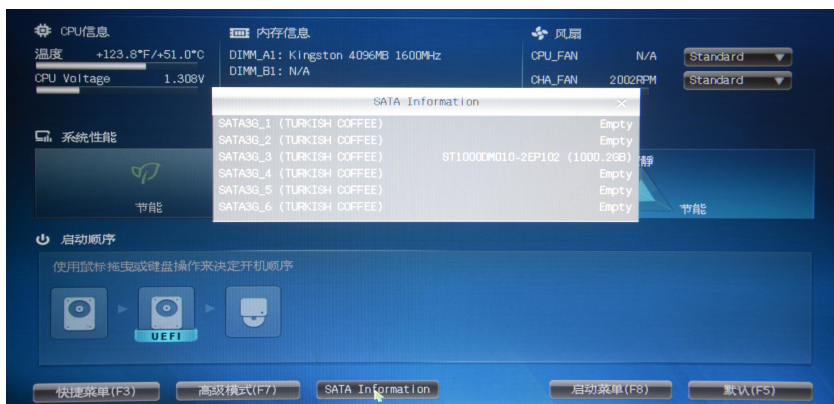 CPU信息
温度 +123.8°F/+51.0°C
CPU Voltage 1.308V
内存信息
DIMM_A1: Kingston 4096MB 1600MHz
DIMM_B1: N/A
风扇
CPU_FAN N/A Standard
CHA_FAN 2002RPM Standard
SATA Information ×
SATA3G_1 (TURKISH COFFEE) Empty
SATA3G_2 (TURKISH COFFEE) Empty
SATA3G_3 (TURKISH COFFEE) ST1000DM010-2EP102 (1000.2GB)
SATA3G_4 (TURKISH COFFEE) Empty
SATA3G_5 (TURKISH COFFEE) Empty
SATA3G_6 (TURKISH COFFEE) Empty
系统性能
节能
静
节能
启动顺序
使用鼠标拖曳或键盘操作来决定开机顺序
UEFI
快捷菜单(F3) 高级模式(F7) SATA Information 启动菜单(F8) 默认(F5)